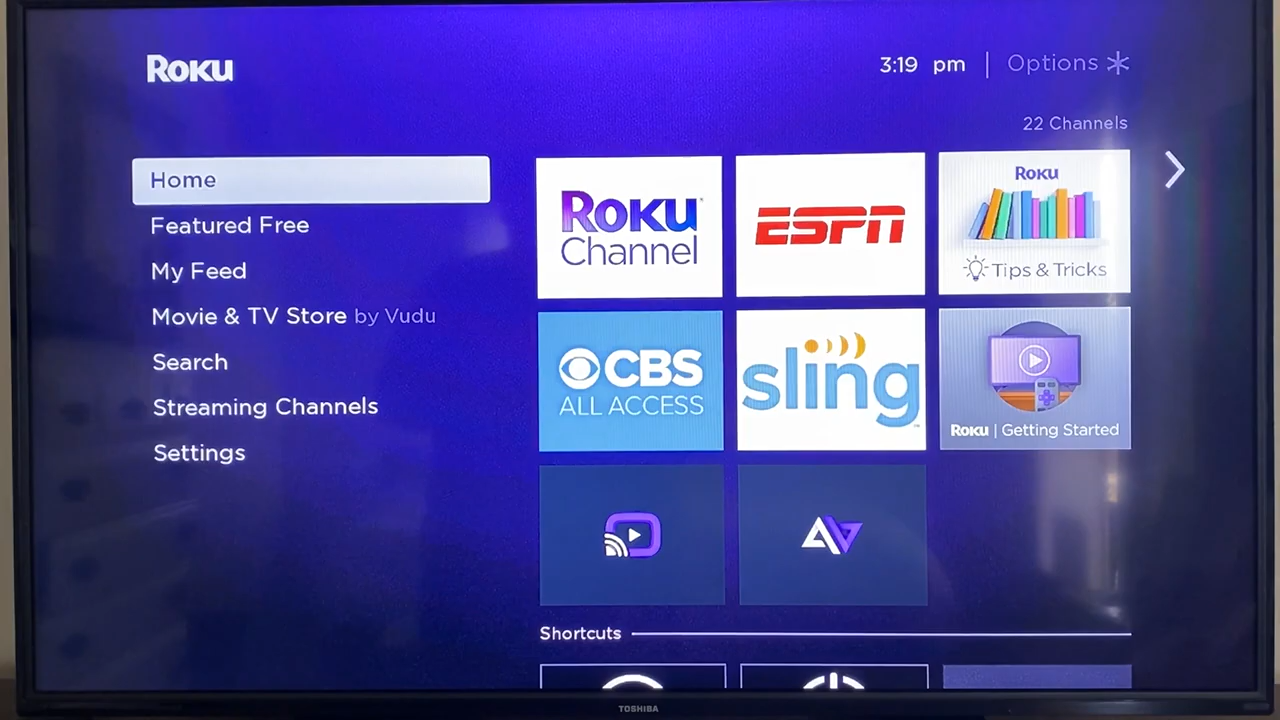 Roku
3:19 pm | Options
22 Channels
Home
Featured Free
My Feed
Movie & TV Store by Vudu
Search
Streaming Channels
Settings
Roku
Channel
ESPN
Roku
Tips & Tricks
CBS
ALL ACCESS
sling
Roku | Getting Started
Shortcuts
TOSHIBA